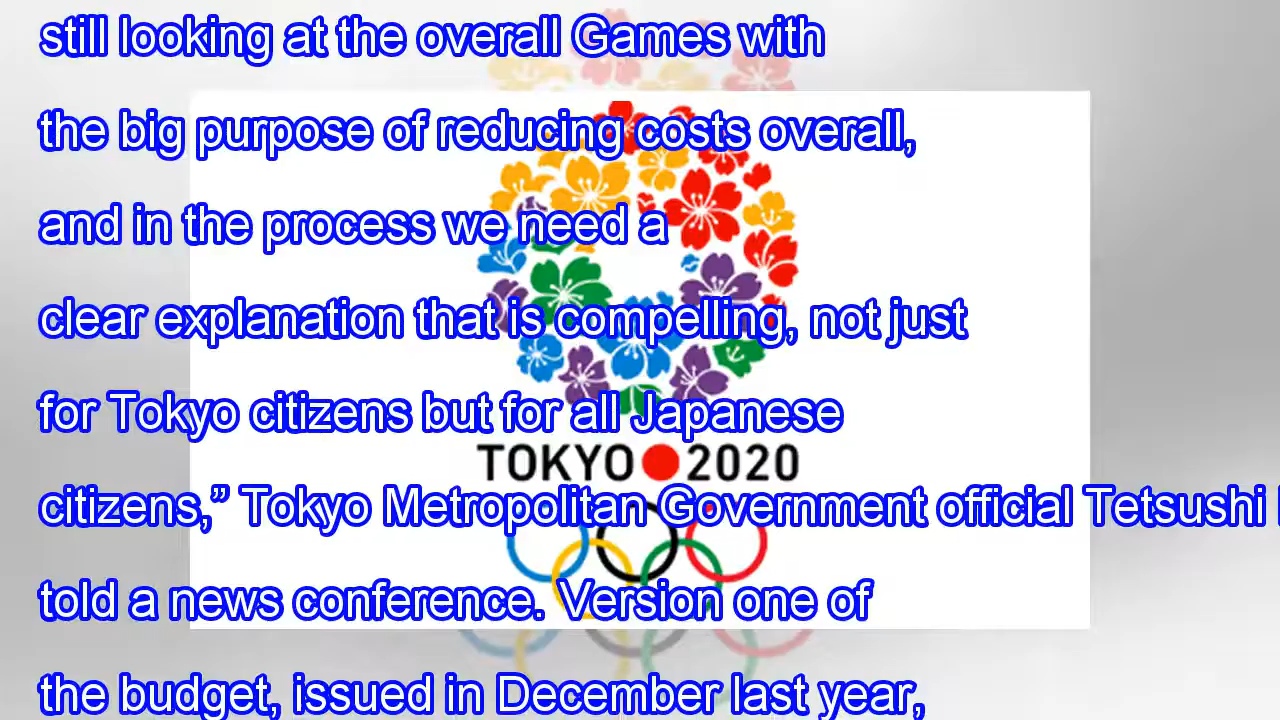 still looking at the overall Games with
the big purpose of reducing costs overall,
and in the process we need a
clear explanation that is compelling, not just
for Tokyo citizens but for all Japanese
TOKYO 2020
citizens,” Tokyo Metropolitan Government official Tetsushi
told a news conference. Version one of
the budget, issued in December last year,